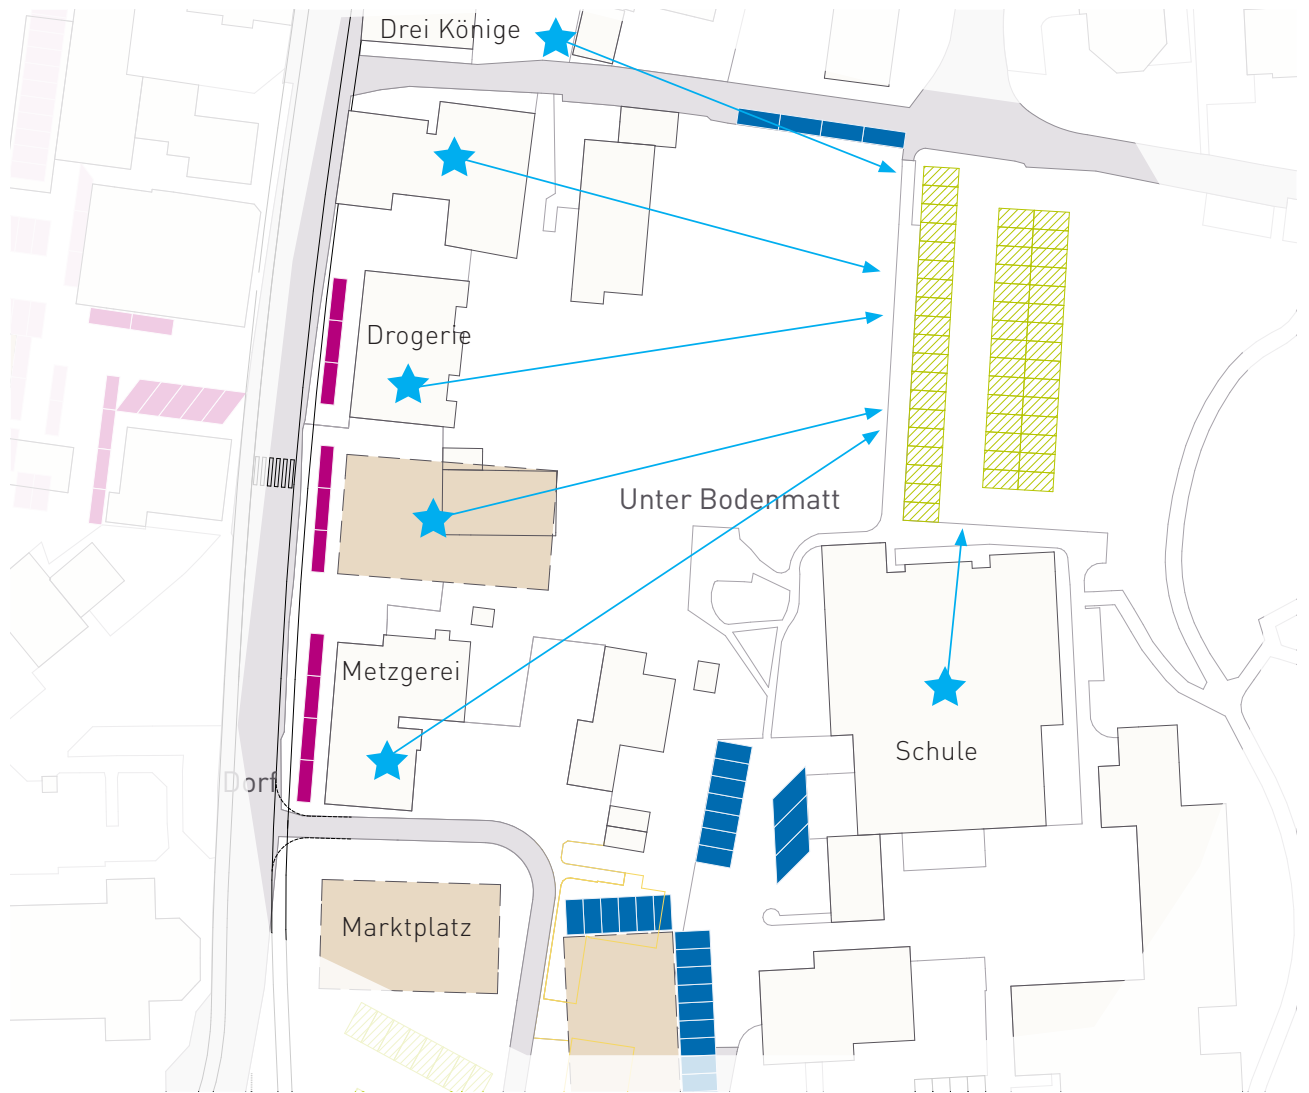 Drei Könige
Drogerie
Unter Bodenmatt
Metzgerei
Schule
Dorf
Marktplatz